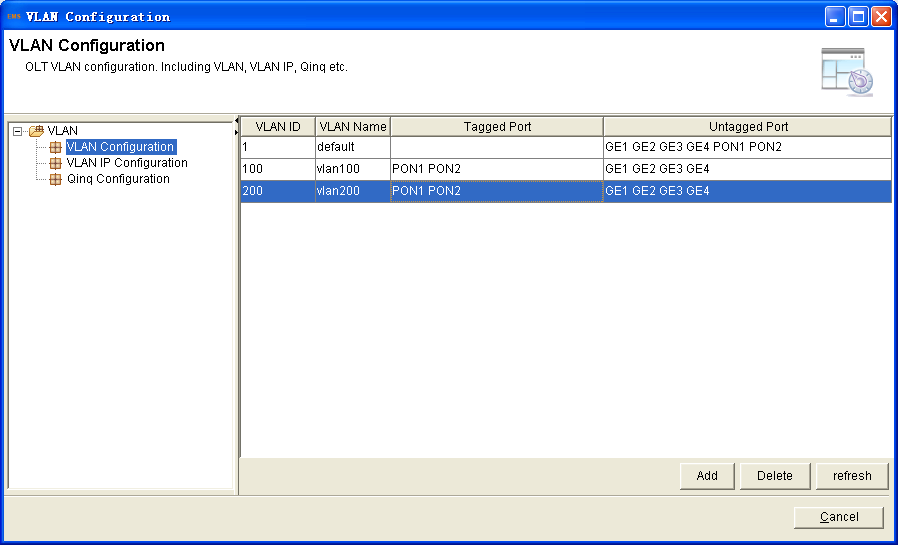 EMS VLAN Configuration
VLAN Configuration
OLT VLAN configuration. Including VLAN, VLAN IP, Qinq etc.
VLAN
VLAN Configuration
VLAN IP Configuration
Qinq Configuration
VLAN ID VLAN Name Tagged Port Untagged Port
1 default GE1 GE2 GE3 GE4 PON1 PON2
100 vlan100 PON1 PON2 GE1 GE2 GE3 GE4
200 vlan200 PON1 PON2 GE1 GE2 GE3 GE4
Add Delete refresh
Cancel